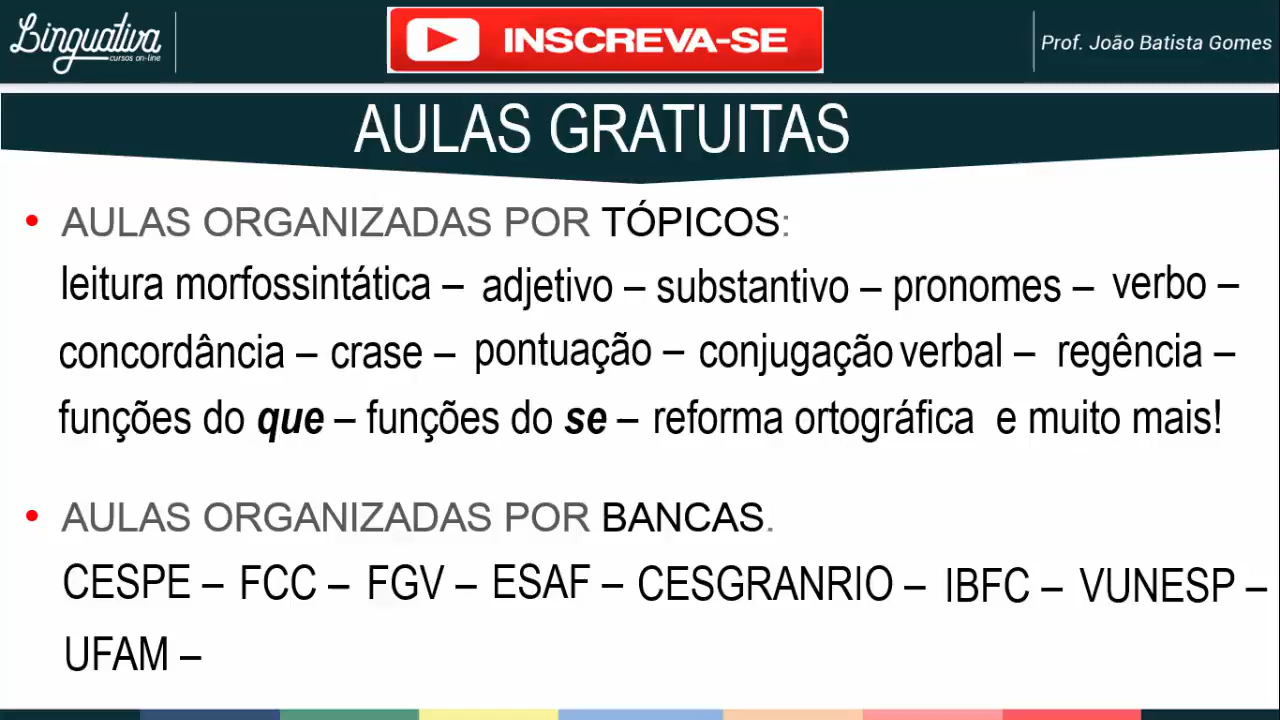 Linguativa
cursos on-line
INSCREVA-SE
Prof. João Batista Gomes
AULAS GRATUITAS
• AULAS ORGANIZADAS POR TÓPICOS:
leitura morfossintática – adjetivo – substantivo – pronomes – verbo –
concordância – crase – pontuação – conjugação verbal – regência –
funções do que – funções do se – reforma ortográfica e muito mais!
• AULAS ORGANIZADAS POR BANCAS.
CESPE – FCC – FGV – ESAF – CESGRANRIO – IBFC – VUNESP –
UFAM –